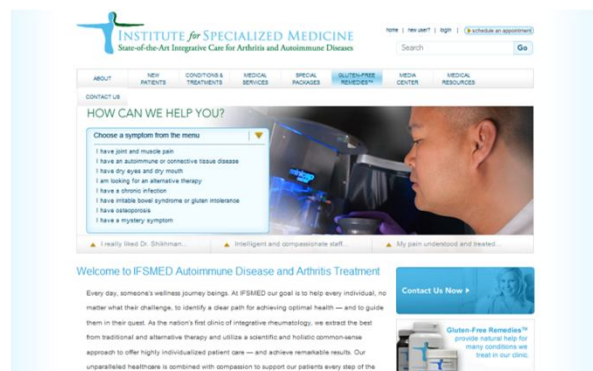 INSTITUTE for SPECIALIZED MEDICINE
State-of-the-Art Integrative Care for Arthritis and Autoimmune Diseases
home | new user? | login | schedule an appointment
Search Go
ABOUT
NEW PATIENTS
CONDITIONS & TREATMENTS
MEDICAL SERVICES
SPECIAL PACKAGES
GLUTEN-FREE REMEDIES™
MEDIA CENTER
MEDICAL RESOURCES
CONTACT US
HOW CAN WE HELP YOU?
Choose a symptom from the menu
I have joint and muscle pain
I have an autoimmune or connective tissue disease
I have dry eyes and dry mouth
I am looking for an alternative therapy
I have a chronic infection
I have irritable bowel syndrome or gluten intolerance
I have osteoporosis
I have a mystery symptom
I really liked Dr. Shikhman...
Intelligent and compassionate staff...
My pain understood and treated...
Welcome to IFSMED Autoimmune Disease and Arthritis Treatment
Every day, someone's wellness journey beings. At IFSMED our goal is to help every individual, no
matter what their challenge, to identify a clear path for achieving optimal health — and to guide
them in their quest. As the nation's first clinic of integrative rheumatology, we extract the best
from traditional and alternative therapy and utilize a scientific and holistic common-sense
approach to offer highly individualized patient care — and achieve remarkable results. Our
unparalleled healthcare is combined with compassion to support our patients every step of the
Contact Us Now
Gluten-Free Remedies™
provide natural help for
many conditions we
treat in our clinic.